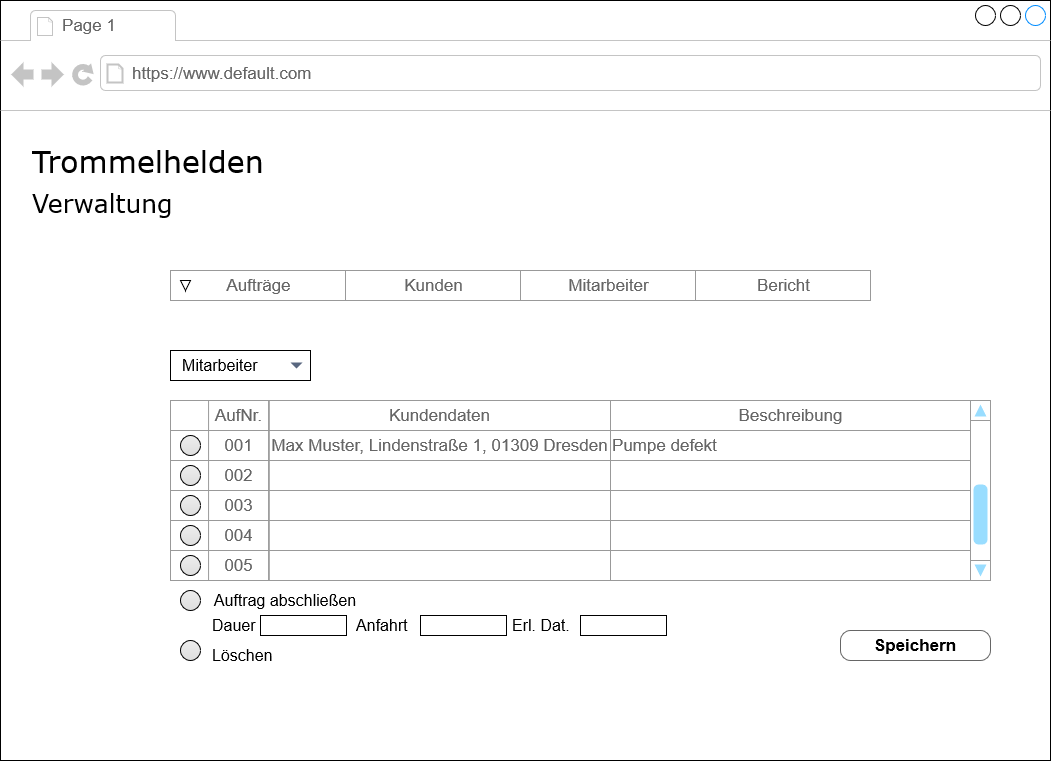 Page 1
https://www.default.com
Trommelhelden
Verwaltung
▽ Aufträge Kunden Mitarbeiter Bericht
Mitarbeiter
AufNr. Kundendaten Beschreibung
001 Max Muster, Lindenstraße 1, 01309 Dresden Pumpe defekt
002
003
004
005
Auftrag abschließen
Dauer Anfahrt Erl. Dat.
Speichern
Löschen